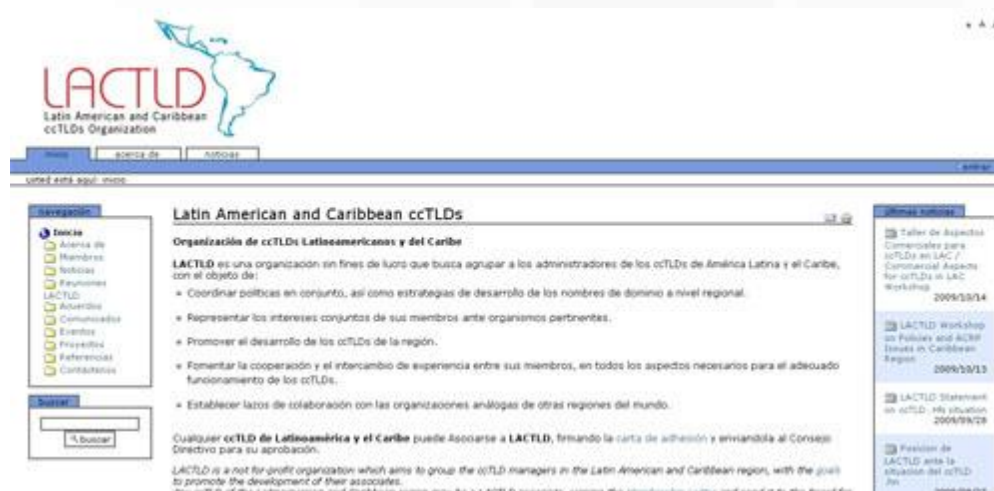 LACTLD
Latin American and Caribbean
ccTLDs Organization
inicio
acerca de
noticias
entrar
usted está aquí: inicio
navegación
Inicio
Acerca de
Miembros
Noticias
Reuniones
LACTLD
Acuerdos
Comunicados
Eventos
Proyectos
Referencias
Contáctenos
buscar
buscar
Latin American and Caribbean ccTLDs
Organización de ccTLDs Latinoamericanos y del Caribe
LACTLD es una organización sin fines de lucro que busca agrupar a los administradores de los ccTLDs de América Latina y el Caribe,
con el objeto de:
Coordinar políticas en conjunto, así como estrategias de desarrollo de los nombres de dominio a nivel regional.
Representar los intereses conjuntos de sus miembros ante organismos pertinentes.
Promover el desarrollo de los ccTLDs de la región.
Fomentar la cooperación y el intercambio de experiencia entre sus miembros, en todos los aspectos necesarios para el adecuado
funcionamiento de los ccTLDs.
Establecer lazos de colaboración con las organizaciones análogas de otras regiones del mundo.
Cualquier ccTLD de Latinoamérica y el Caribe puede Asociarse a LACTLD, firmando la carta de adhesión y enviandola al Consejo
Directivo para su aprobación.
LACTLD is a not for profit organization which aims to group the ccTLD managers in the Latin American and Caribbean region, with the goals
to promote the development of their associates.
últimas noticias
Taller de Aspectos
Comerciales para
ccTLDs en LAC /
Commercial Aspects
for ccTLDs in LAC
Workshop
2009/10/14
LACTLD Workshop
on Policies and ACRP
Issues in Caribbean
Region
2009/10/13
LACTLD Statement
on ccTLD .HN situation
2009/09/28
Posicion de
LACTLD ante la
situacion del ccTLD
.hn